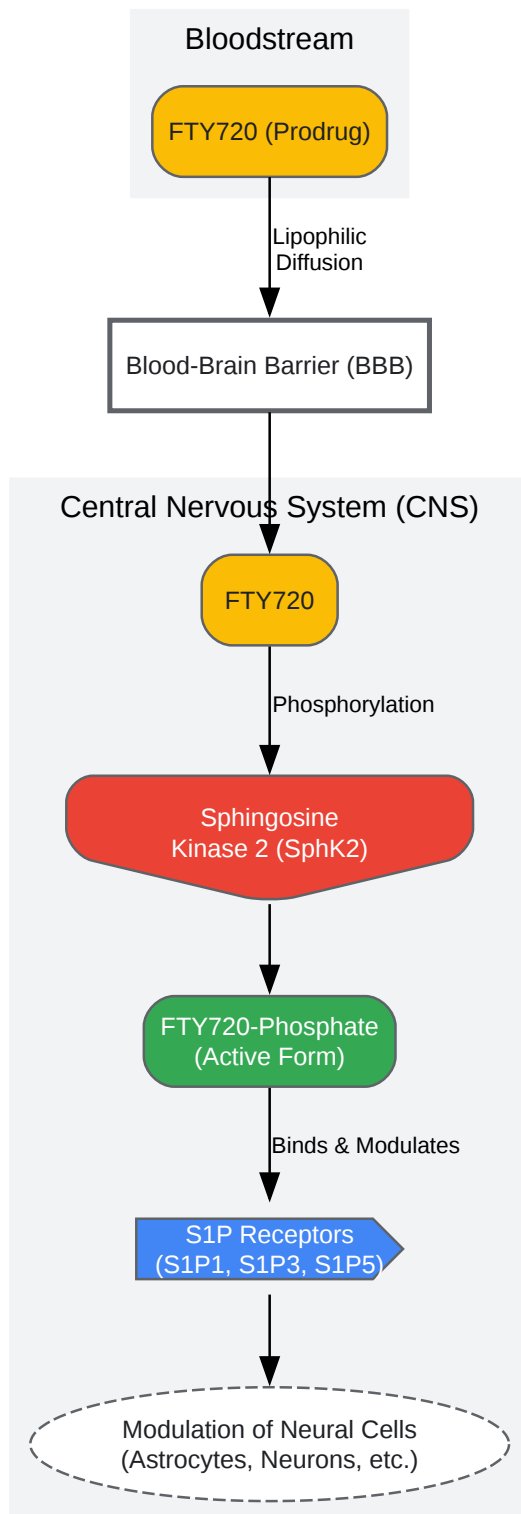 Bloodstream
FTY720 (Prodrug)
Lipophilic
Diffusion
Blood-Brain Barrier (BBB)
Central Nervous System (CNS)
FTY720
Phosphorylation
Sphingosine
Kinase 2 (SphK2)
FTY720-Phosphate
(Active Form)
Binds & Modulates
S1P Receptors
(S1P1, S1P3, S1P5)
Modulation of Neural Cells
(Astrocytes, Neurons, etc.)